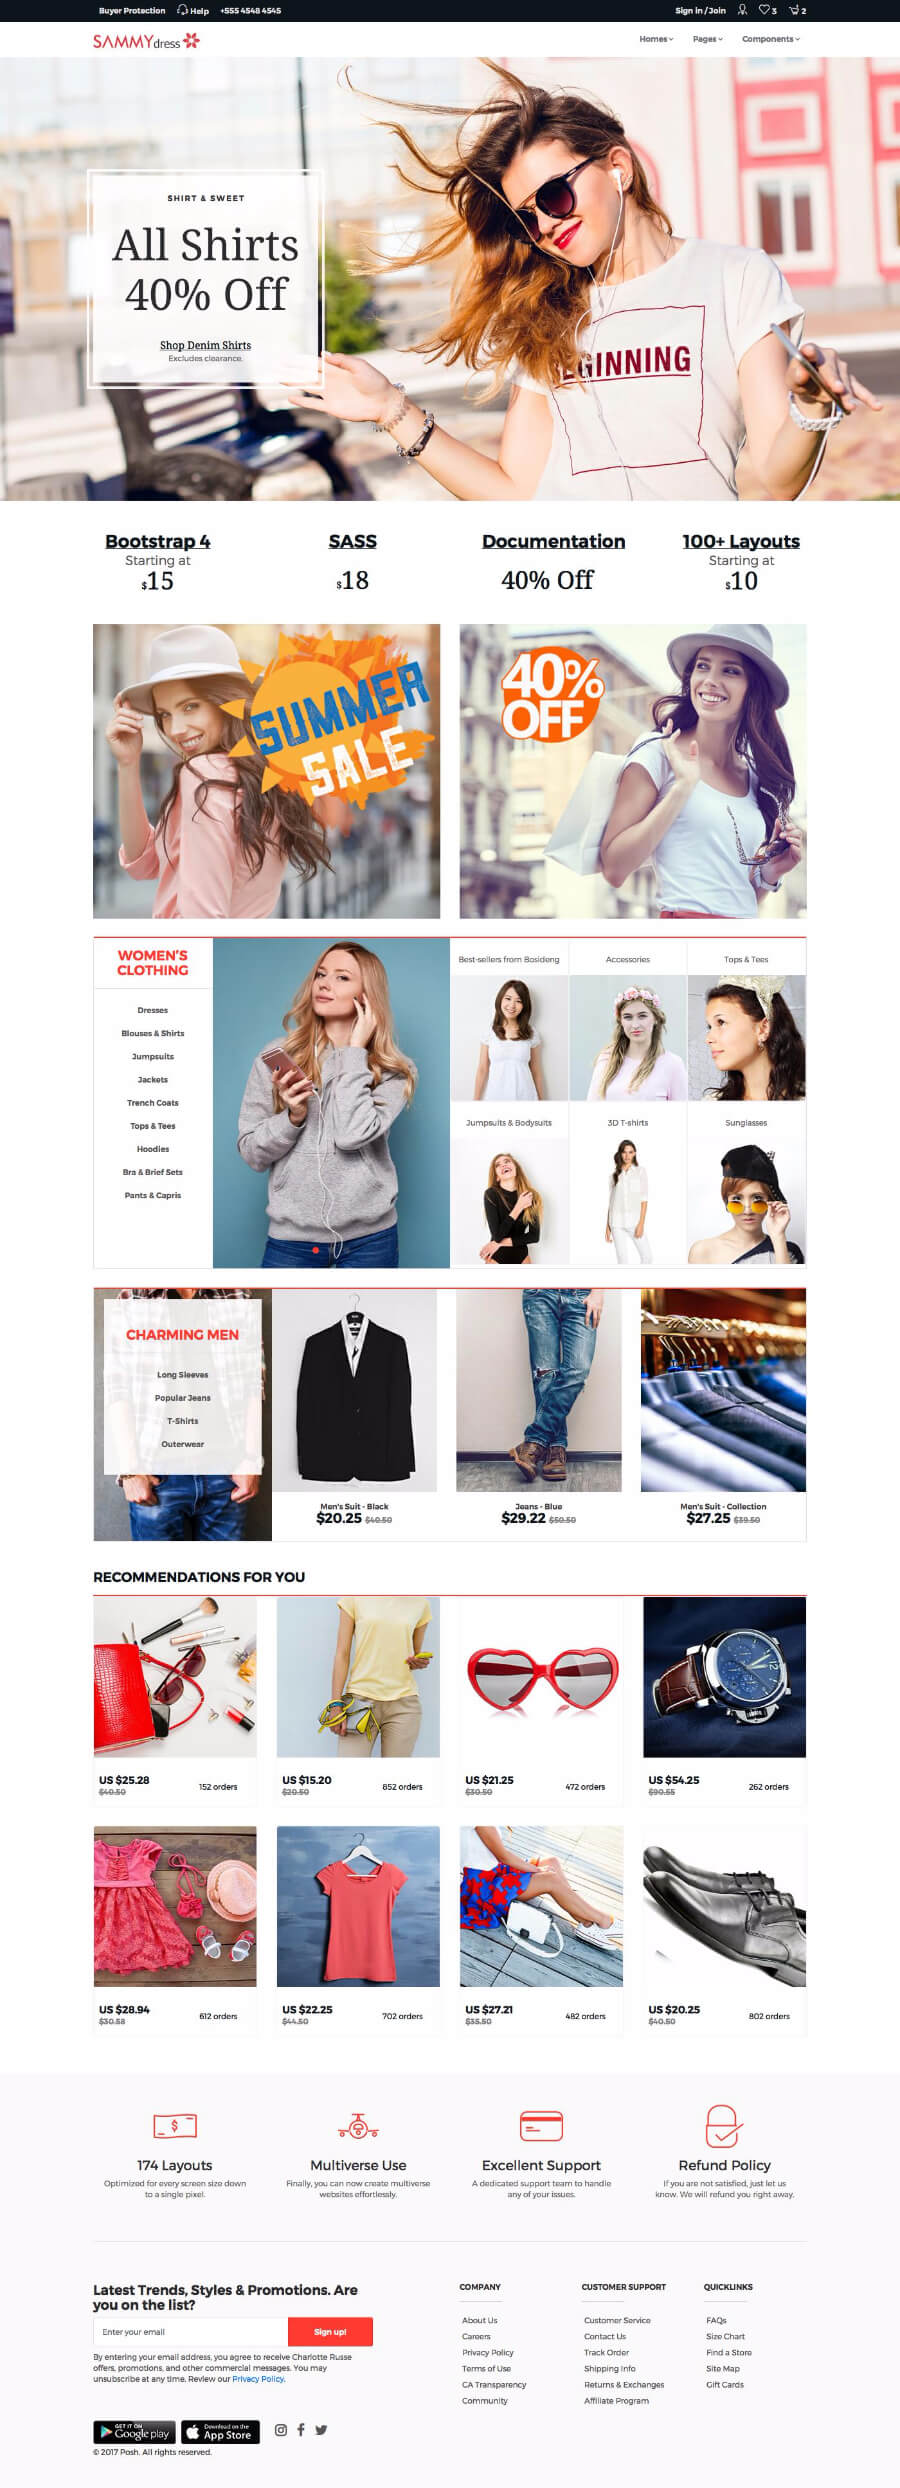 Buyer Protection Help +555 4548 4545 Sign in / Join 3 2
SAMMYdress Homes Pages Components
SHIRT & SWEET
All Shirts
40% Off
Shop Denim Shirts
Excludes clearance.
GINNING
Bootstrap 4 SASS Documentation 100+ Layouts
Starting at Starting at
$15 $18 40% Off $10
SUMMER
SALE
40%
OFF
WOMEN'S
CLOTHING
Dresses
Blouses & Shirts
Jumpsuits
Jackets
Trench Coats
Tops & Tees
Hoodies
Bra & Brief Sets
Pants & Capris
Best-sellers from Bosideng Accessories Tops & Tees
Jumpsuits & Bodysuits 3D T-shirts Sunglasses
CHARMING MEN
Long Sleeves
Popular Jeans
T-Shirts
Outerwear
Men's Suit - Black Jeans - Blue Men's Suit - Collection
$20.25 $40.50 $29.22 $50.50 $27.25 $39.50
RECOMMENDATIONS FOR YOU
US $25.28 152 orders US $15.20 852 orders US $21.25 472 orders US $54.25 262 orders
$40.50 $20.50 $30.50 $90.55
US $28.94 612 orders US $22.25 702 orders US $27.21 482 orders US $20.25 802 orders
$30.58 $44.50 $35.50 $40.50
174 Layouts Multiverse Use Excellent Support Refund Policy
Optimized for every screen size down Finally, you can now create multiverse A dedicated support team to handle If you are not satisfied, just let us
to a single pixel. websites effortlessly. any of your issues. know. We will refund you right away.
Latest Trends, Styles & Promotions. Are
you on the list?
Enter your email Sign up!
By entering your email address, you agree to receive Charlotte Russe
offers, promotions, and other commercial messages. You may
unsubscribe at any time. Review our Privacy Policy.
COMPANY
About Us
Careers
Privacy Policy
Terms of Use
CA Transparency
Community
CUSTOMER SUPPORT
Customer Service
Contact Us
Track Order
Shipping Info
Returns & Exchanges
Affiliate Program
QUICKLINKS
FAQs
Size Chart
Find a Store
Site Map
Gift Cards
GET IT ON
Google play
Download on the
App Store
© 2017 Posh. All rights reserved.